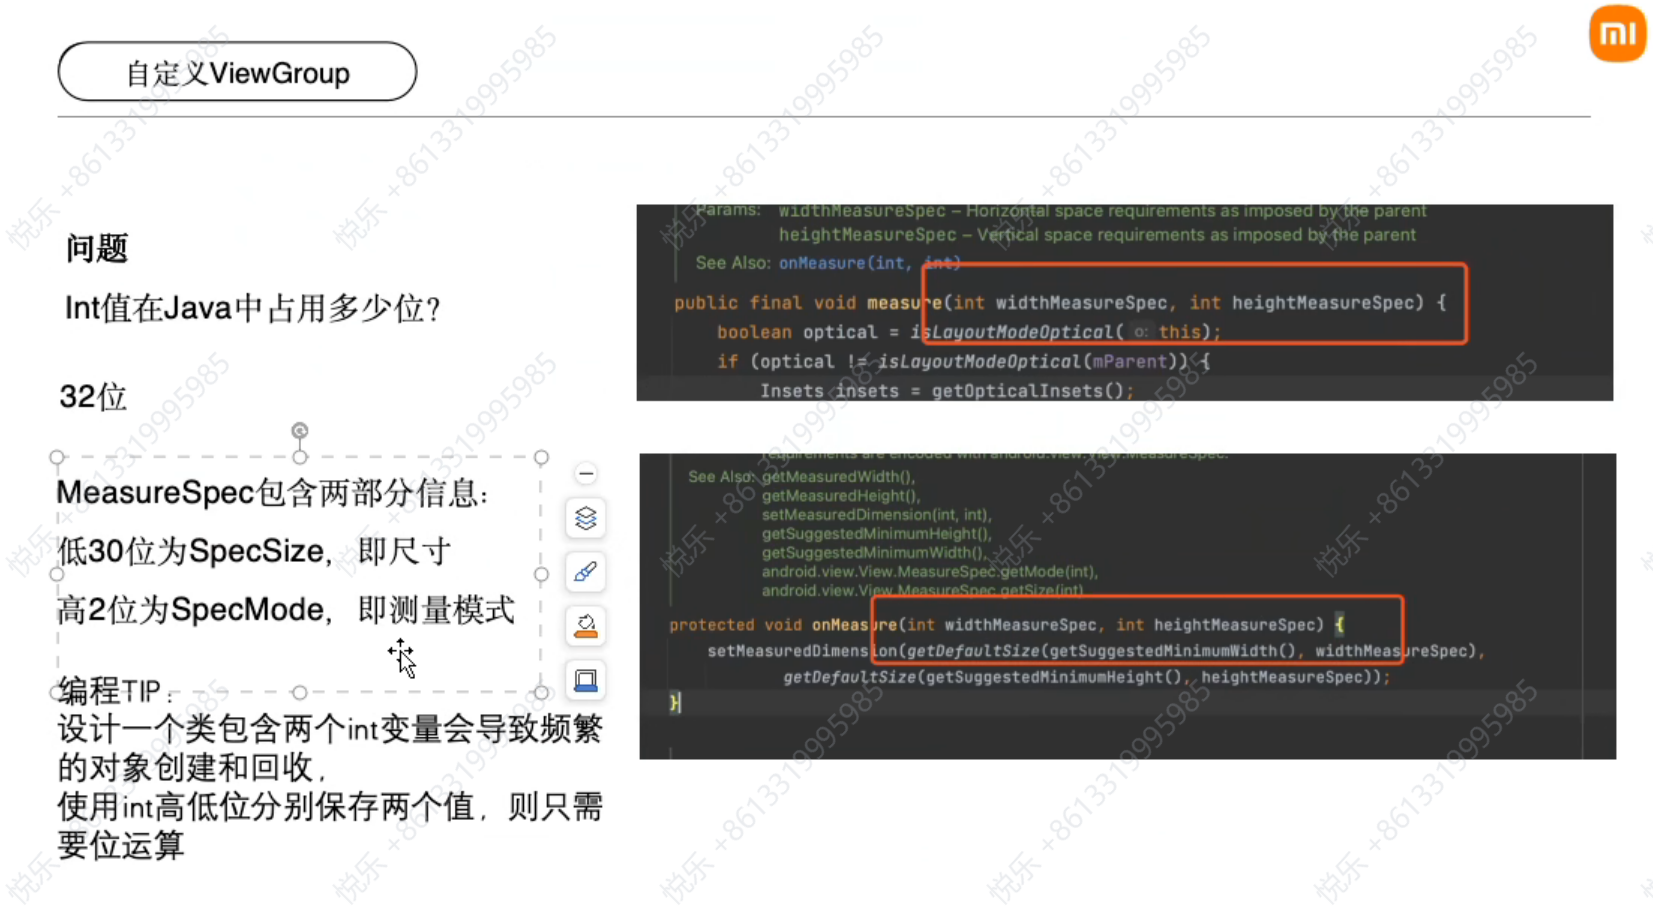 自定义ViewGroup
mi
问题
Int值在Java中占用多少位？
32位
MeasureSpec包含两部分信息：
低30位为SpecSize，即尺寸
高2位为SpecMode，即测量模式
编程TIP：
设计一个类包含两个int变量会导致频繁
的对象创建和回收，
使用int高低位分别保存两个值，则只需
要位运算
Params: widthMeasureSpec – Horizontal space requirements as imposed by the parent
heightMeasureSpec – Vertical space requirements as imposed by the parent
See Also: onMeasure(int, int)
public final void measure(int widthMeasureSpec, int heightMeasureSpec) {
boolean optical = isLayoutModeOptical( o: this);
if (optical != isLayoutModeOptical(mParent)) {
Insets insets = getOpticalInsets();
requirements are encoded with android.view.View.MeasureSpec.
See Also: getMeasuredWidth(),
getMeasuredHeight(),
setMeasuredDimension(int, int),
getSuggestedMinimumHeight(),
getSuggestedMinimumWidth(),
android.view.View.MeasureSpec.getMode(int),
android.view.View.MeasureSpec.getSize(int)
protected void onMeasure(int widthMeasureSpec, int heightMeasureSpec) {
setMeasuredDimension(getDefaultSize(getSuggestedMinimumWidth(), widthMeasureSpec),
getDefaultSize(getSuggestedMinimumHeight(), heightMeasureSpec));
}
悦乐 +8613319995985